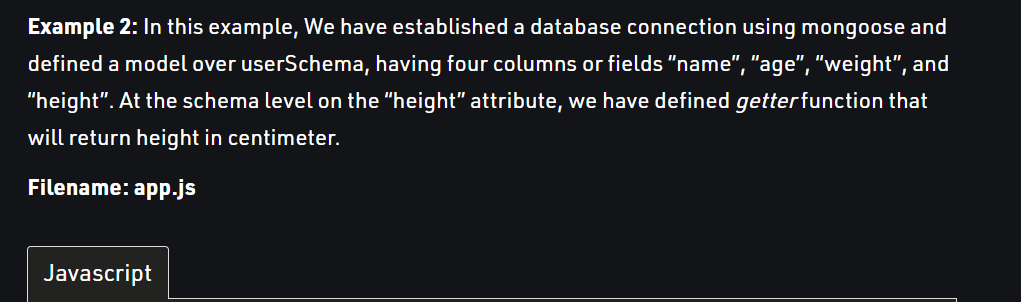 Example 2: In this example, We have established a database connection using mongoose and
defined a model over userSchema, having four columns or fields “name”, “age”, “weight”, and
“height”. At the schema level on the “height” attribute, we have defined getter function that
will return height in centimeter.
Filename: app.js
Javascript